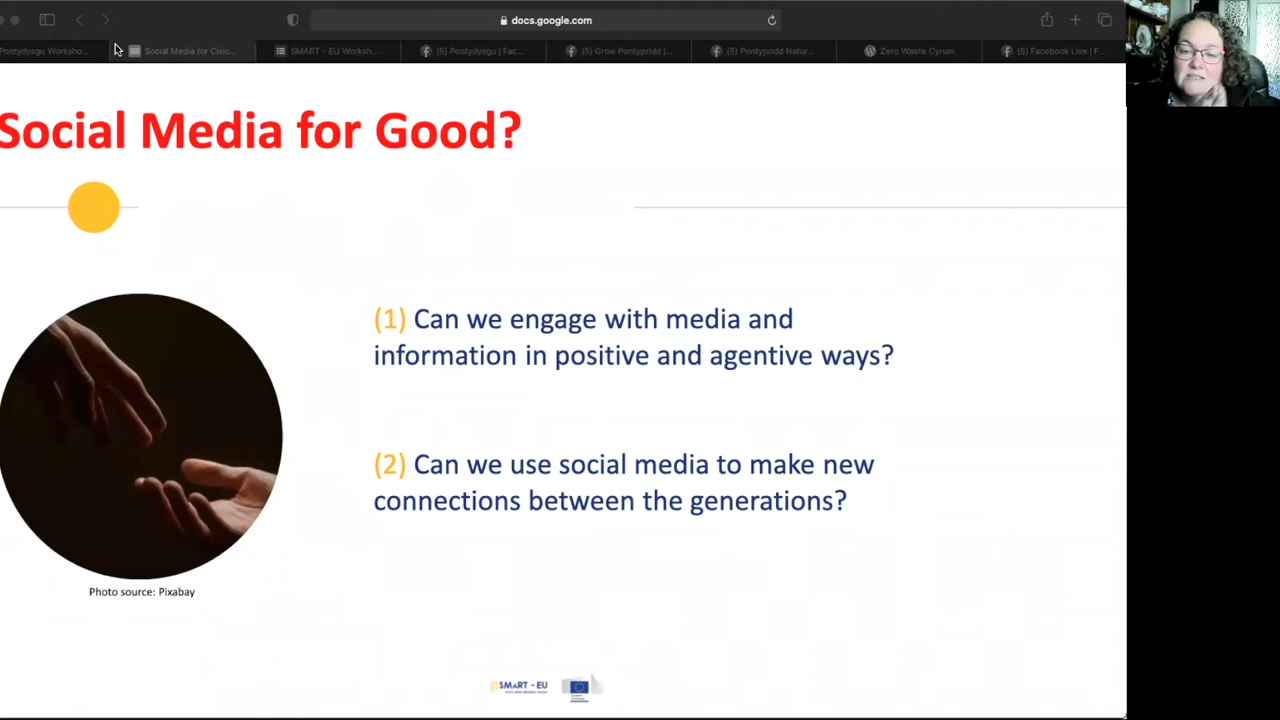 docs.google.com
Pontydysgu Worksho...
Social Media for Civic...
SMART - EU Worksh...
(5) Pontydysgu | Fac...
(5) Grow Pontypridd |...
(5) Pontypridd Natur...
Zero Waste Cynon
(5) Facebook Live | F...
Social Media for Good?
(1) Can we engage with media and
information in positive and agentive ways?
(2) Can we use social media to make new
connections between the generations?
Photo source: Pixabay
SMART - EU